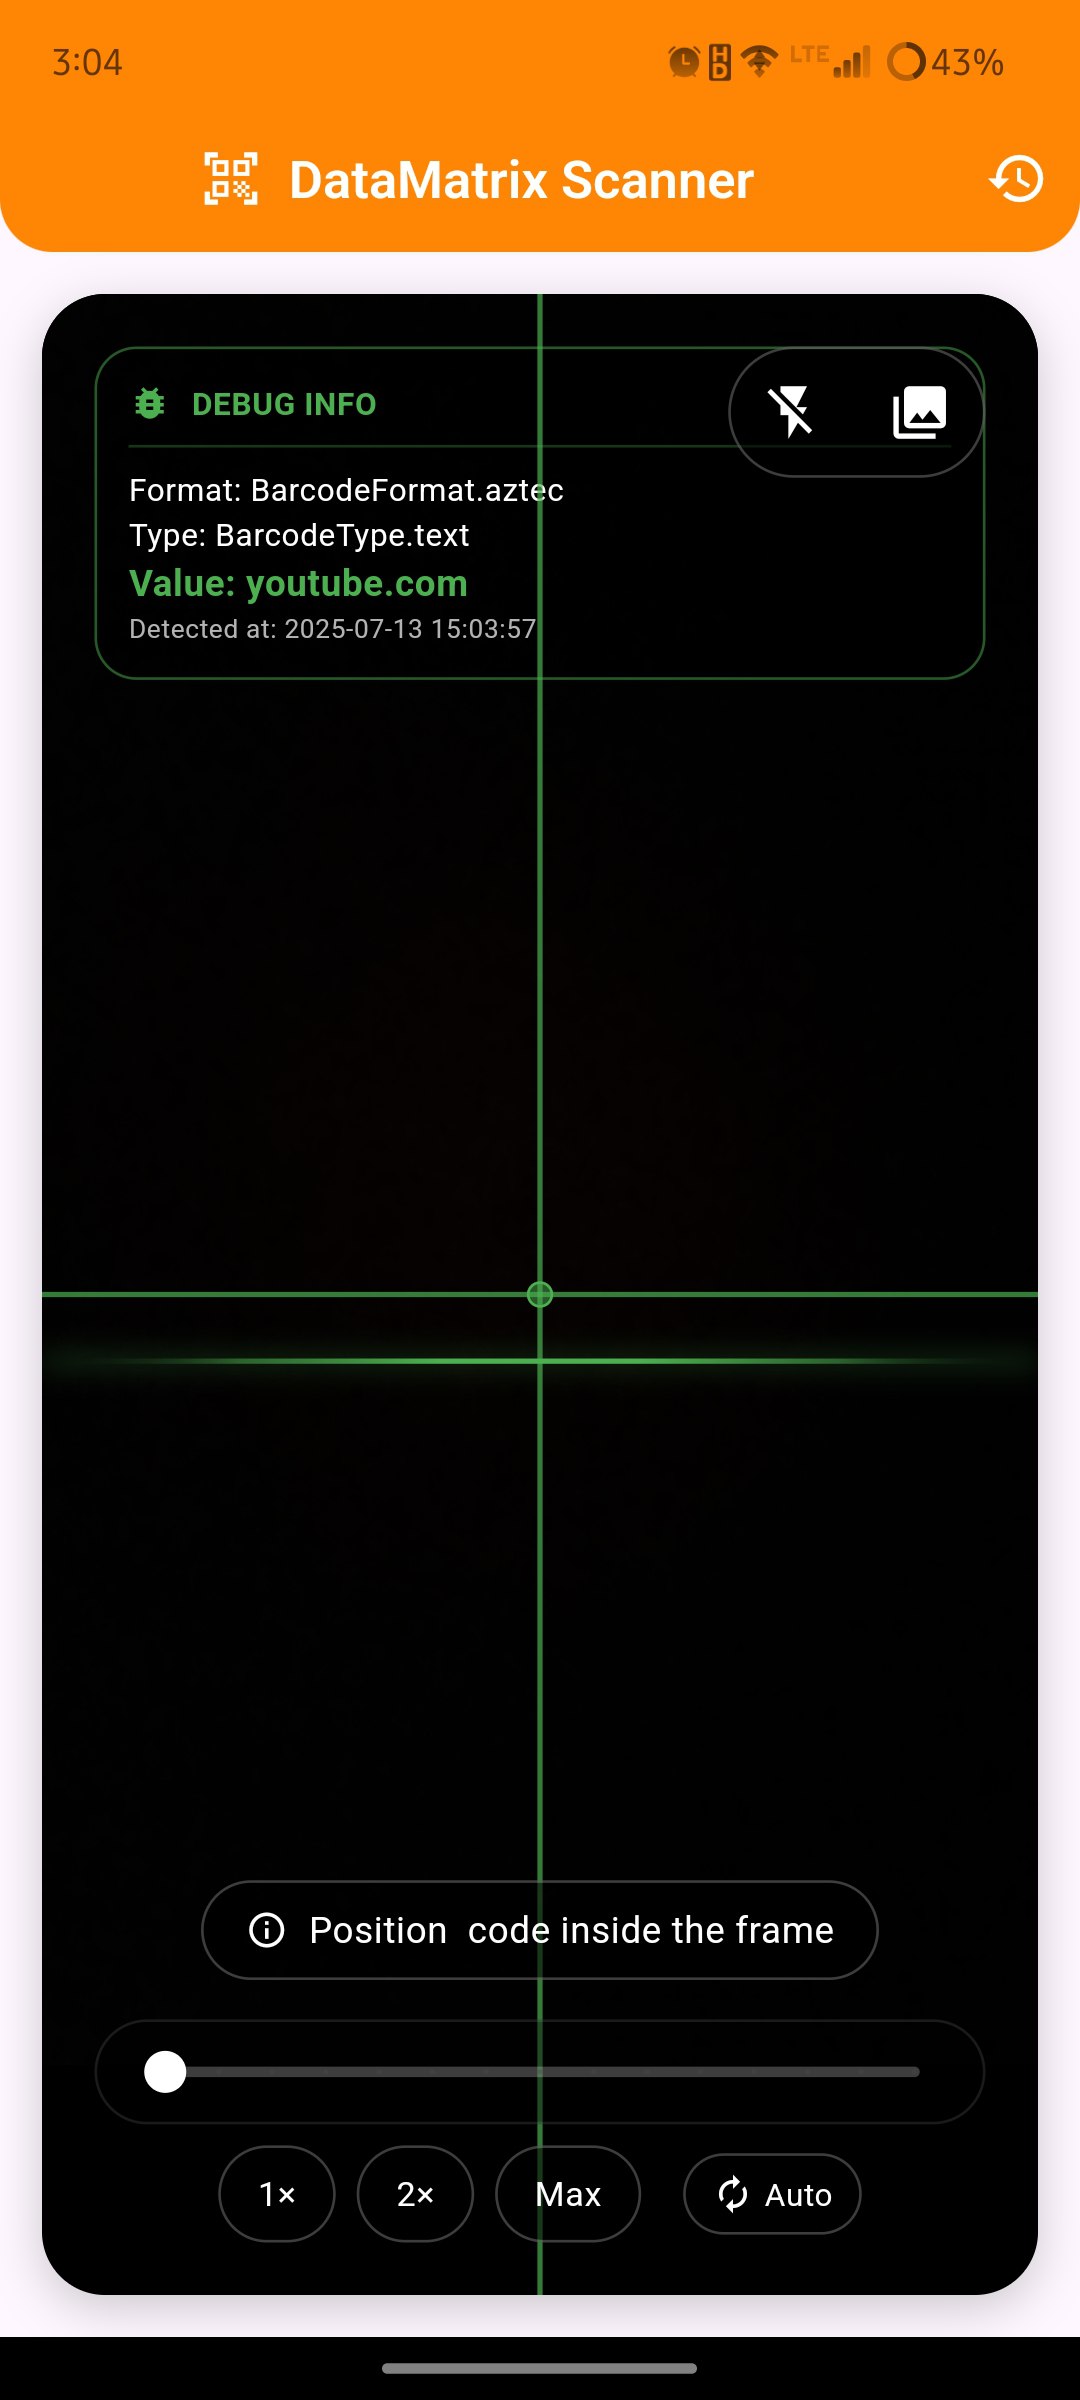 3:04 HD LTE 43%
DataMatrix Scanner
DEBUG INFO
Format: BarcodeFormat.aztec
Type: BarcodeType.text
Value: youtube.com
Detected at: 2025-07-13 15:03:57
Position  code inside the frame
1× 2× Max Auto